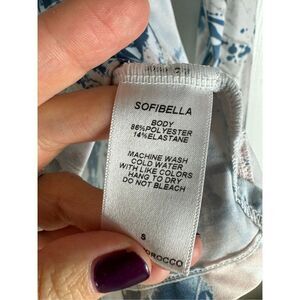 SOFIBELLA
BODY
86%POLYESTER
14%ELASTANE
MACHINE WASH
COLD WATER
WITH LIKE COLORS
HANG TO DRY
DO NOT BLEACH
S